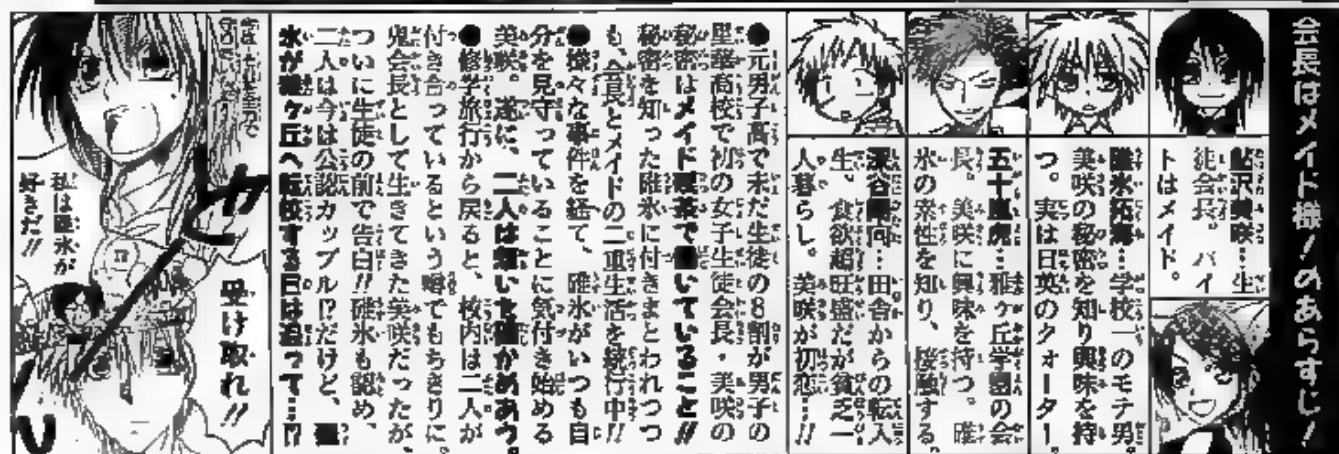 会長はメイド様!のあらすじ!
鮎沢美咲…生
徒会長。バイ
トはメイド。
碓氷拓海…学校一のモテ男。
美咲の秘密を知り興味を持
つ。実は日英のクォーター。
五十嵐虎…雅ヶ丘学園の会
長。美咲に興味を持つ。碓
氷の素性を知り、接触する。
深谷陽向…田舎からの転入
生。食欲超旺盛だが貧乏一
人暮らし。美咲が初恋…!!
●元男子高で未だ生徒の8割が男子の
星華高校で初の女子生徒会長・美咲の
秘密はメイド喫茶で働いていること!!
秘密を知った碓氷に付きまとわれつつ
も、会長とメイドの二重生活を続行中!!
●様々な事件を経て、碓氷がいつも自
分を見守っていることに気付き始める
美咲。遂に、二人は想いを確かめあう。
●修学旅行から戻ると、校内は二人が
付き合っているという噂でもちきりに。
鬼会長として生きてきた美咲だったが、
ついに生徒の前で告白!!碓氷も認め、
二人は今は公認カップル!?だけど、碓
氷が雅ヶ丘へ転校する日は迫って…!?
受け取れ!!
私は碓氷が
好きだ!!